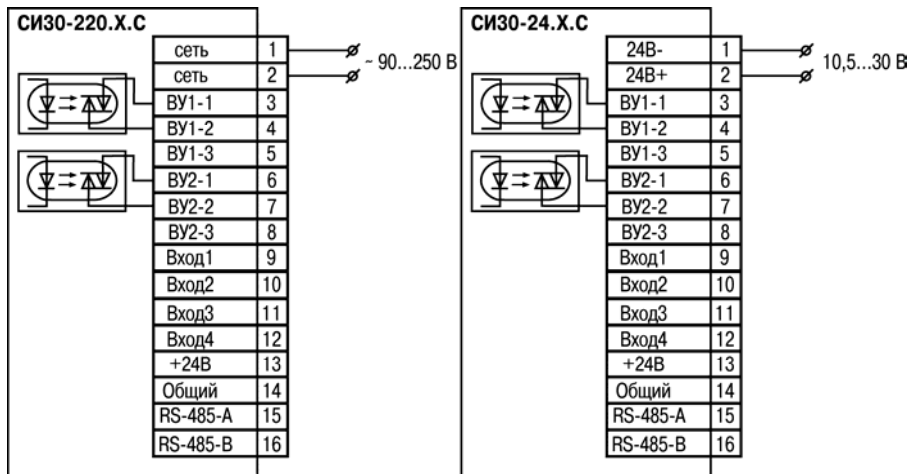 СИ30-220.Х.С
сеть 1
сеть 2
~ 90...250 В
ВУ1-1 3
ВУ1-2 4
ВУ1-3 5
ВУ2-1 6
ВУ2-2 7
ВУ2-3 8
Вход1 9
Вход2 10
Вход3 11
Вход4 12
+24В 13
Общий 14
RS-485-A 15
RS-485-B 16
СИ30-24.Х.С
24В- 1
24В+ 2
10,5...30 В
ВУ1-1 3
ВУ1-2 4
ВУ1-3 5
ВУ2-1 6
ВУ2-2 7
ВУ2-3 8
Вход1 9
Вход2 10
Вход3 11
Вход4 12
+24В 13
Общий 14
RS-485-A 15
RS-485-B 16